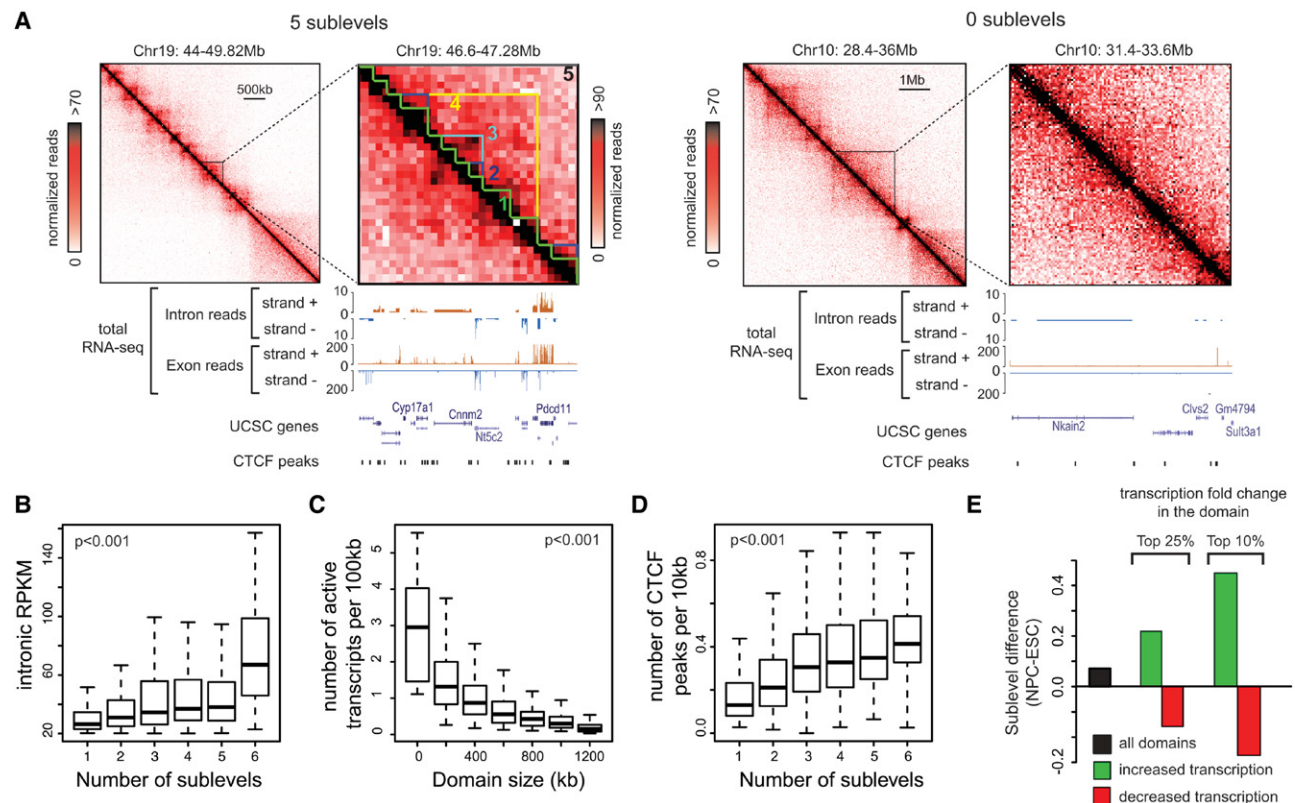 A
5 sublevels
0 sublevels
Chr19: 44-49.82Mb
Chr19: 46.6-47.28Mb
Chr10: 28.4-36M
Chr10: 31.4-33.6Mb
>70
normalized reads
0
500kb
5
4
3
2
1
>90
normalized reads
0
>70
normalized reads
0
1Mb
total
RNA-seq
Intron reads
strand +
strand -
Exon reads
strand +
strand -
10
0
10
200
0
200
Cyp17a1
Cnnm2
Pdcd11
Nt5c2
UCSC genes
CTCF peaks
total
RNA-seq
Intron reads
strand +
strand -
Exon reads
strand +
strand -
10
0
10
200
0
200
Clvs2
Gm4794
Nkain2
Sult3a1
UCSC genes
CTCF peaks
B
p<0.001
intronic RPKM
20
60
100
140
1 2 3 4 5 6
Number of sublevels
C
p<0.001
number of active
transcripts per 100kb
0
1
2
3
4
5
0 400 800 1200
Domain size (kb)
D
p<0.001
number of CTCF
peaks per 10kb
0.0
0.4
0.8
1 2 3 4 5 6
Number of sublevels
E
transcription fold change
in the domain
Top 25%
Top 10%
Sublevel difference
(NPC-ESC)
0.4
0.2
0.0
-0.2
all domains
increased transcription
decreased transcription